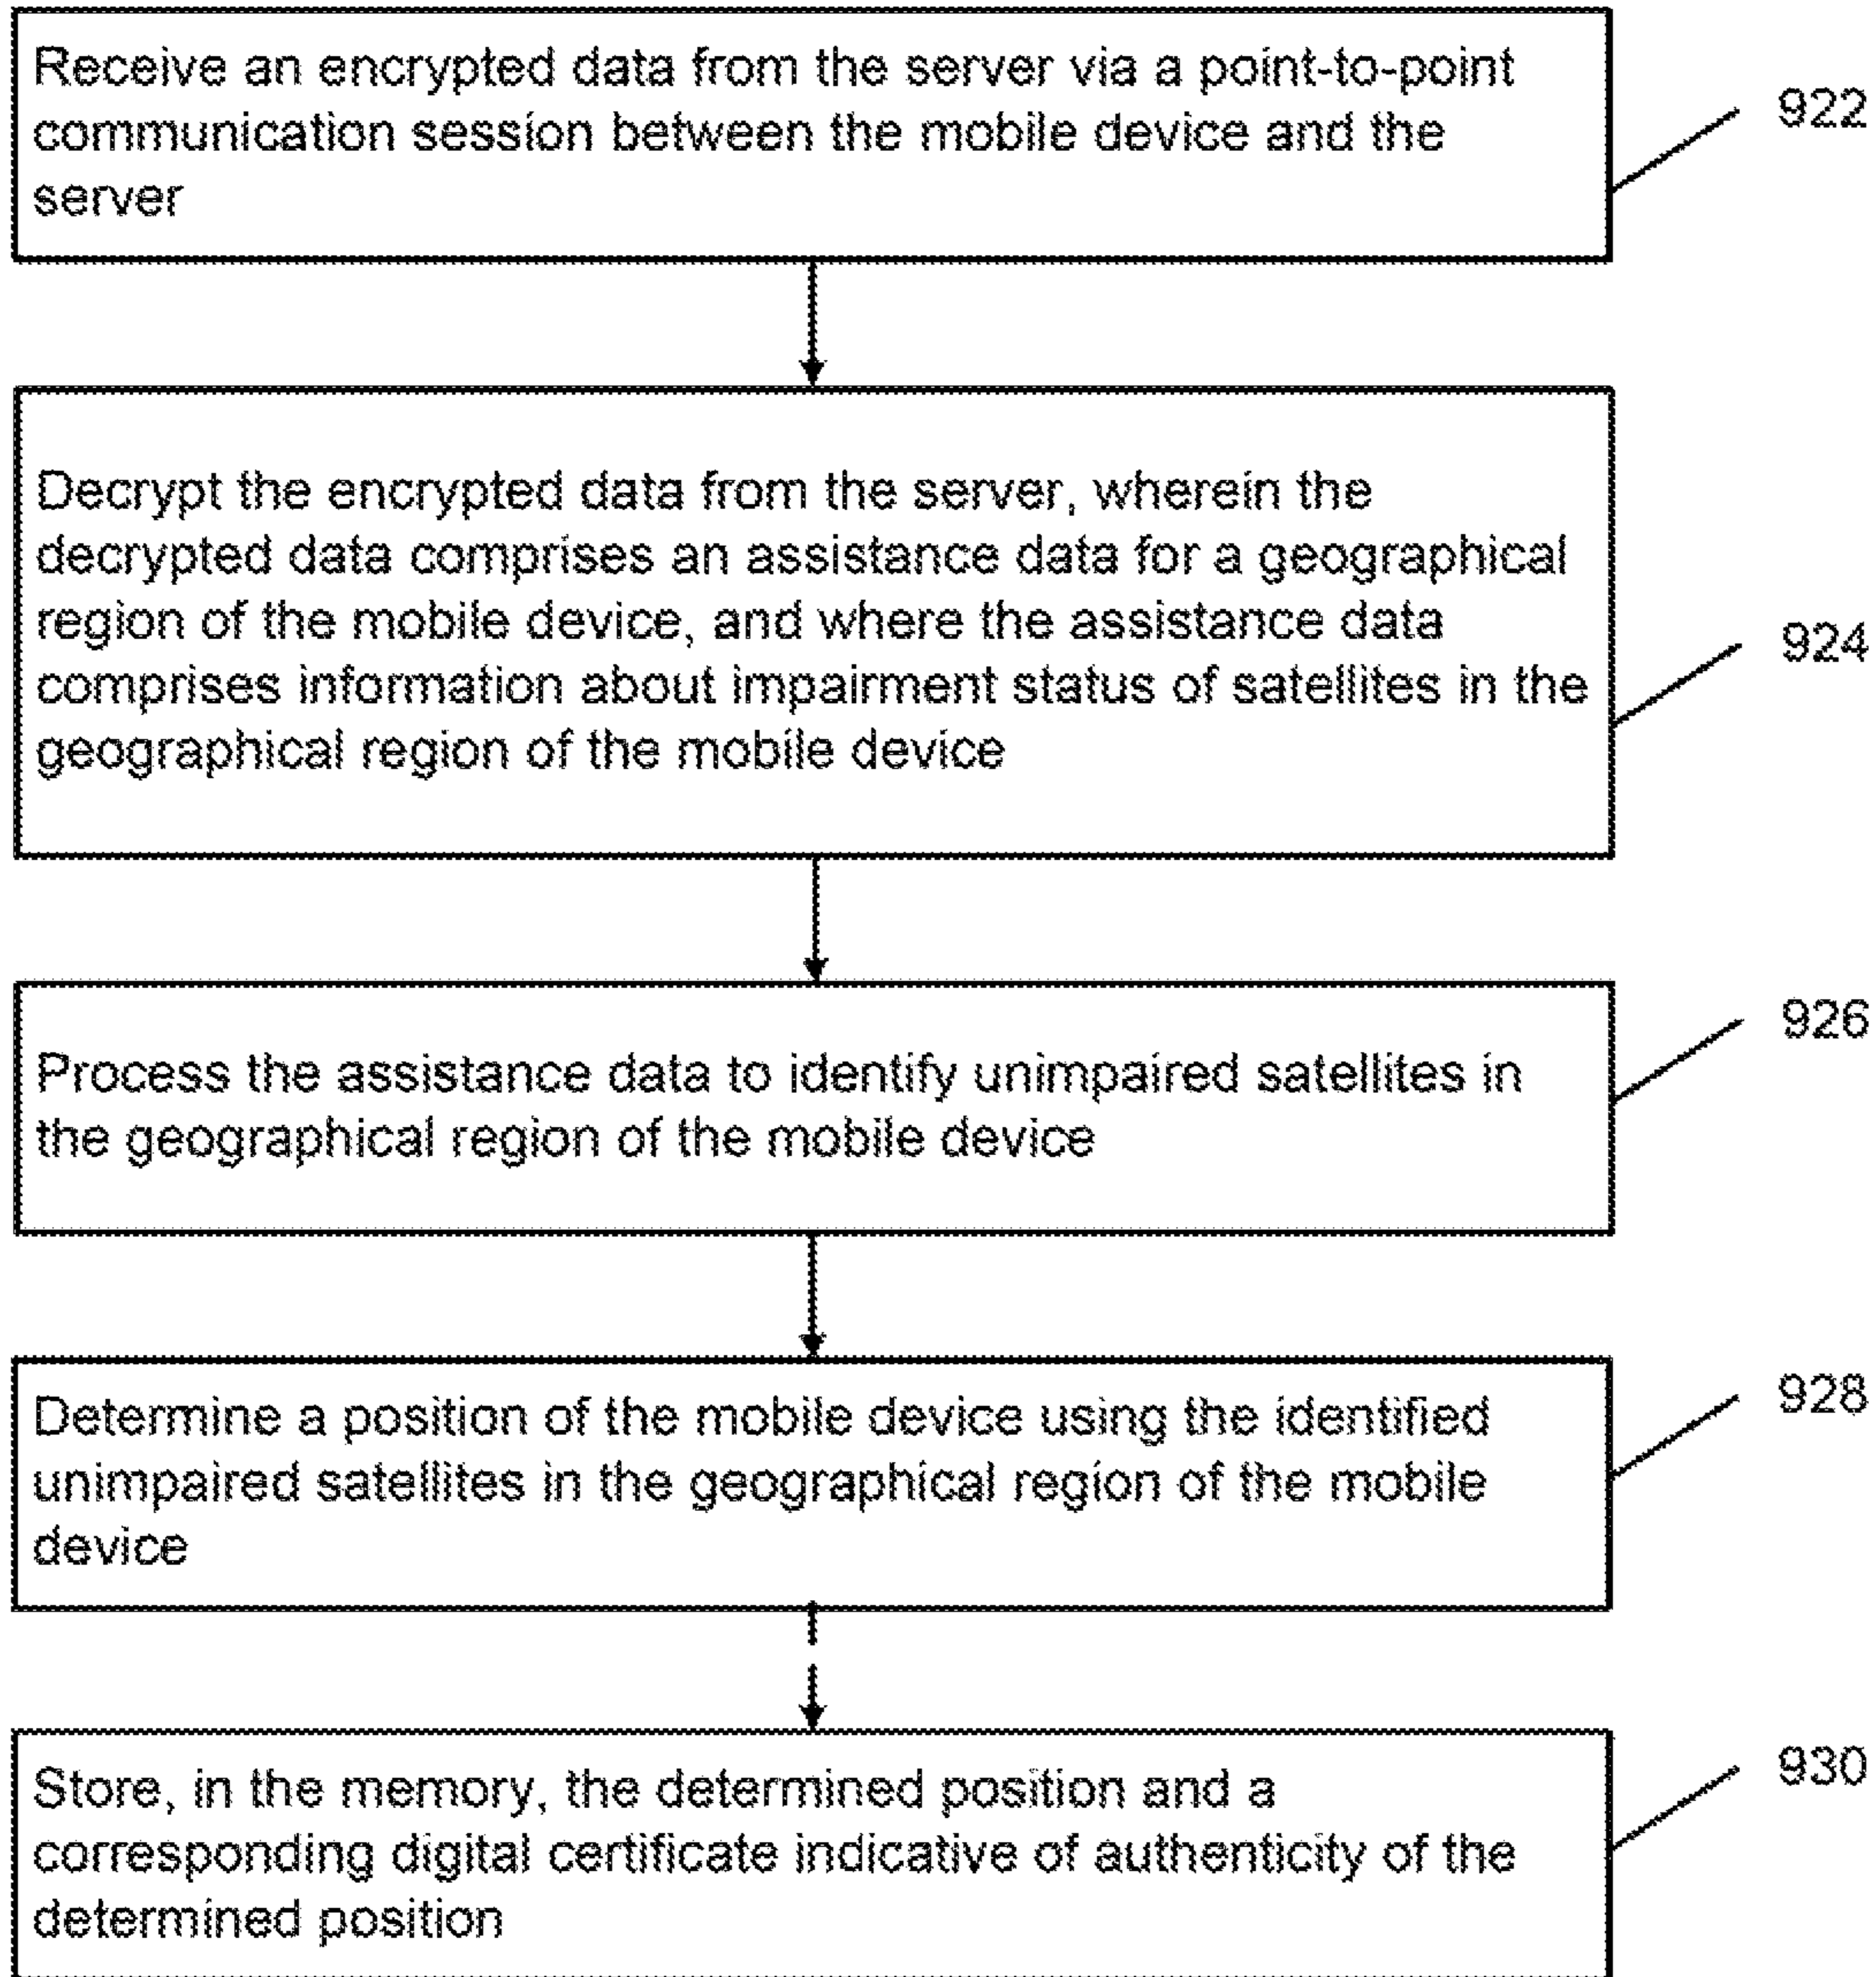 Receive an encrypted data from the server via a point-to-point
communication session between the mobile device and the
server
922
Decrypt the encrypted data from the server, wherein the
decrypted data comprises an assistance data for a geographical
region of the mobile device, and where the assistance data
comprises information about impairment status of satellites in the
geographical region of the mobile device
924
Process the assistance data to identify unimpaired satellites in
the geographical region of the mobile device
926
Determine a position of the mobile device using the identified
unimpaired satellites in the geographical region of the mobile
device
928
Store, in the memory, the determined position and a
corresponding digital certificate indicative of authenticity of the
determined position
930